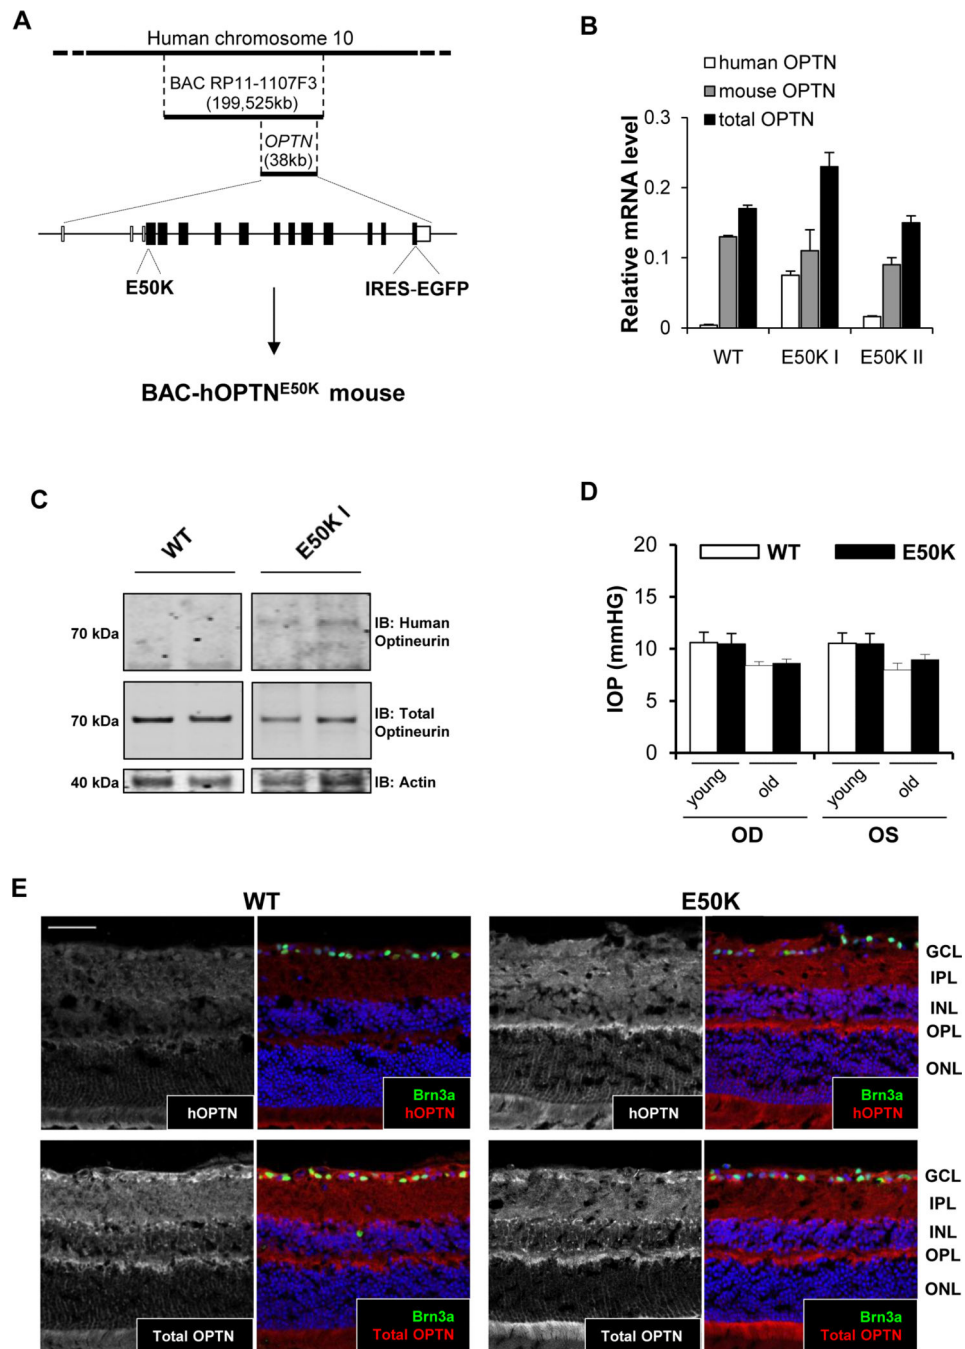 A
Human chromosome 10
BAC RP11-1107F3
(199,525kb)
OPTN
(38kb)
E50K
IRES-EGFP
BAC-hOPTN^E50K mouse
B
human OPTN
mouse OPTN
total OPTN
Relative mRNA level
0.3
0.2
0.1
0
WT
E50K I
E50K II
C
WT
E50K I
70 kDa
IB: Human
Optineurin
70 kDa
IB: Total
Optineurin
40 kDa
IB: Actin
D
WT
E50K
IOP (mmHG)
20
15
10
5
0
young
old
young
old
OD
OS
E
WT
E50K
hOPTN
Brn3a
hOPTN
hOPTN
Brn3a
hOPTN
GCL
IPL
INL
OPL
ONL
Total OPTN
Brn3a
Total OPTN
Total OPTN
Brn3a
Total OPTN
GCL
IPL
INL
OPL
ONL